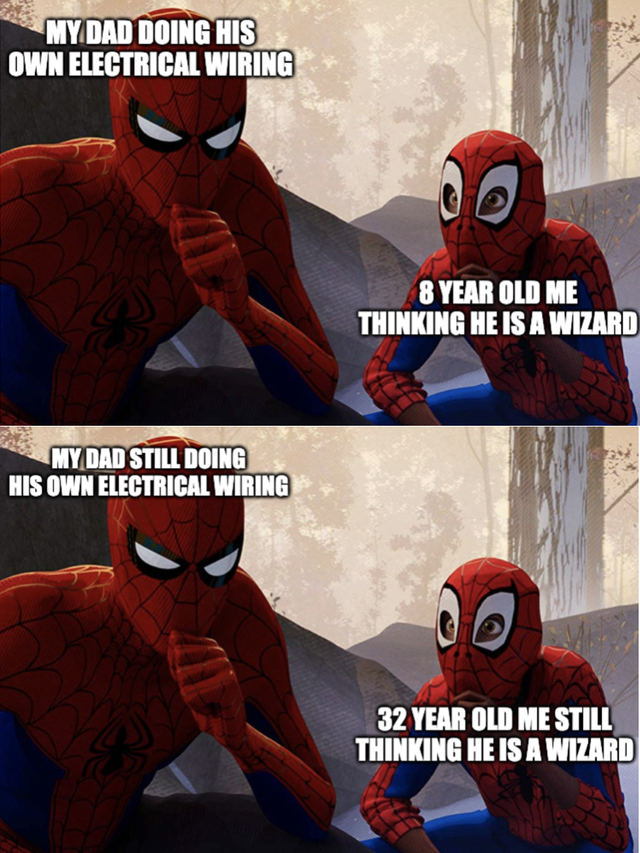 MY DAD DOING HIS
OWN ELECTRICAL WIRING
8 YEAR OLD ME
THINKING HE IS A WIZARD
MY DAD STILL DOING
HIS OWN ELECTRICAL WIRING
32 YEAR OLD ME STILL
THINKING HE IS A WIZARD